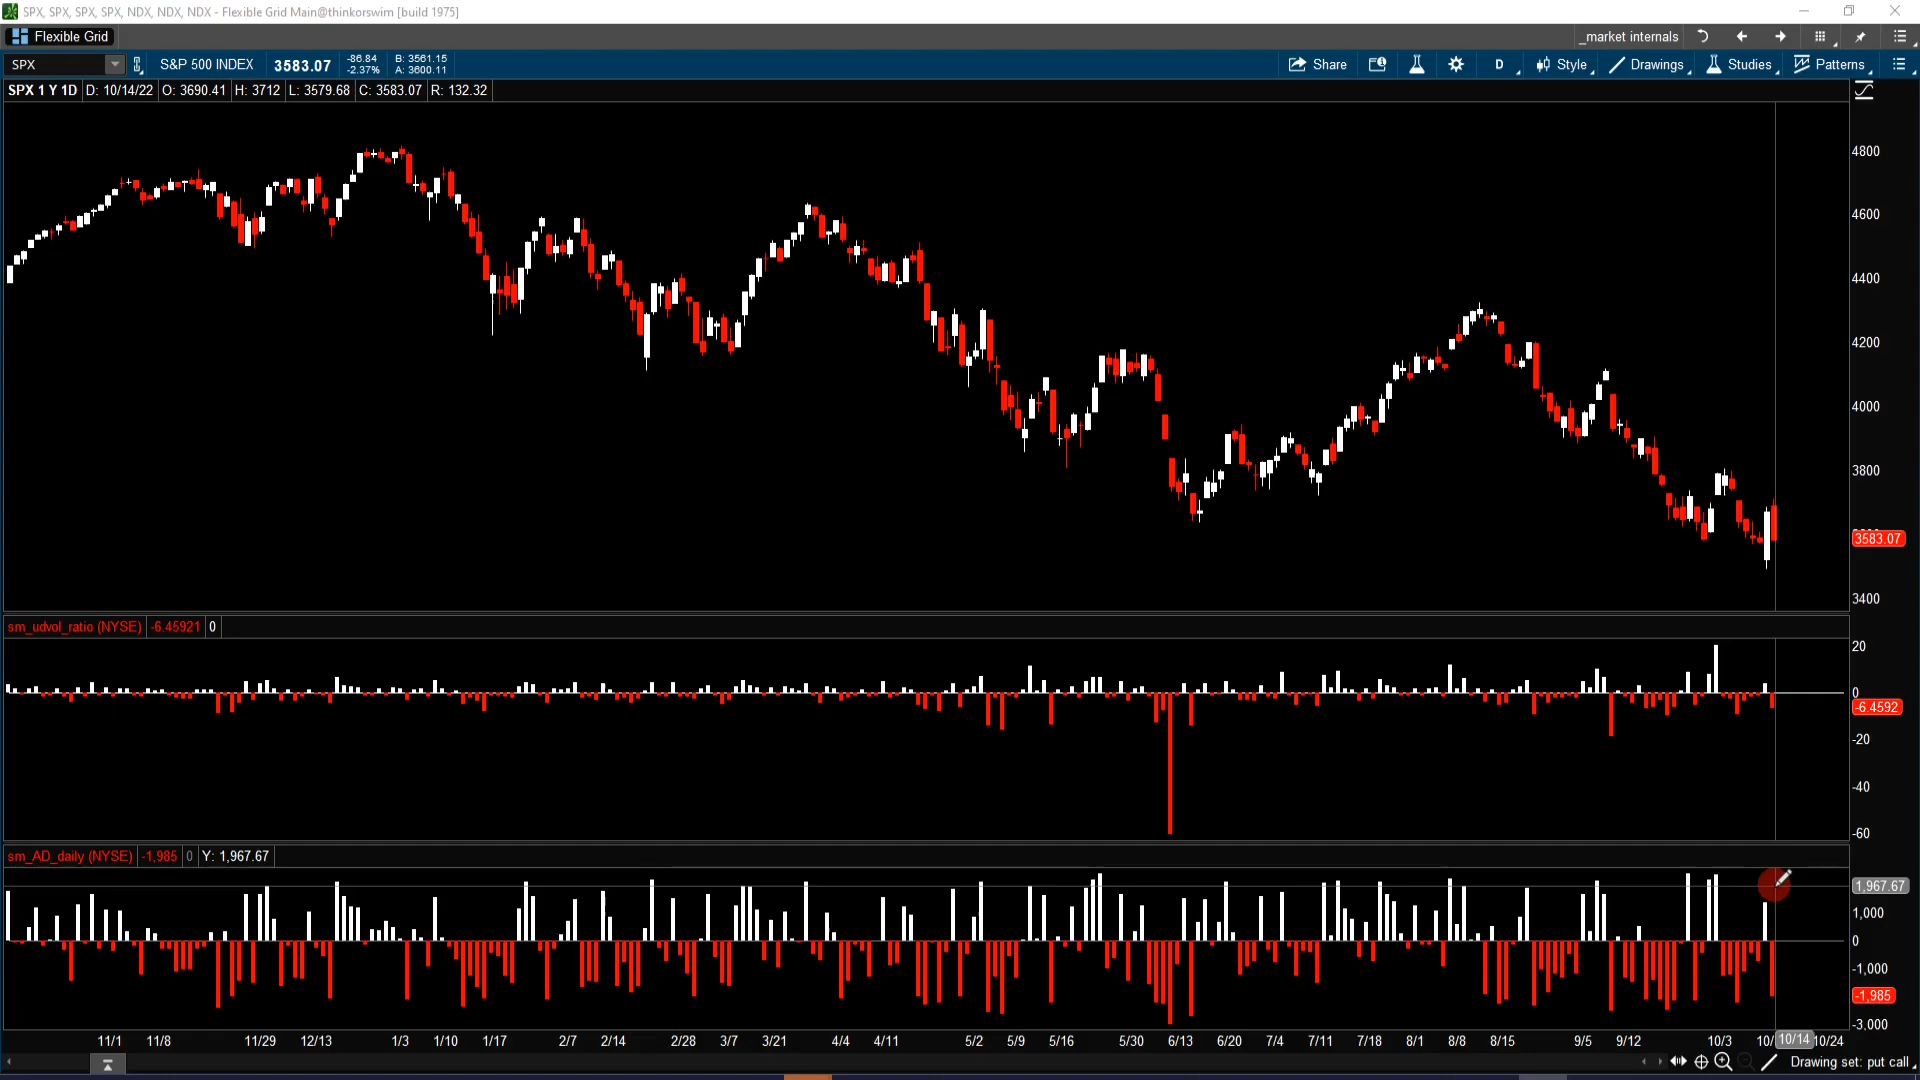 SPX, SPX, SPX, SPX, NDX, NDX, NDX - Flexible Grid Main@thinkorswim [build 1975]
Flexible Grid
_market internals
SPX
S&P 500 INDEX
3583.07
-86.84
-2.37%
B: 3561.15
A: 3600.11
Share
D
Style
Drawings
Studies
Patterns
SPX 1 Y 1D D: 10/14/22 O: 3690.41 H: 3712 L: 3579.68 C: 3583.07 R: 132.32
4800
4600
4400
4200
4000
3800
3583.07
3400
sm_udvol_ratio (NYSE) -6.45921 0
20
0
-6.4592
-20
-40
-60
sm_AD_daily (NYSE) -1,985 0 Y: 1,967.67
1,967.67
1,000
0
-1,000
-1,985
-3,000
11/1 11/8 11/29 12/13 1/3 1/10 1/17 2/7 2/14 2/28 3/7 3/21 4/4 4/11 5/2 5/9 5/16 5/30 6/13 6/20 7/4 7/11 7/18 8/1 8/8 8/15 9/5 9/12 10/3 10/ 10/14 10/24
Drawing set: put call